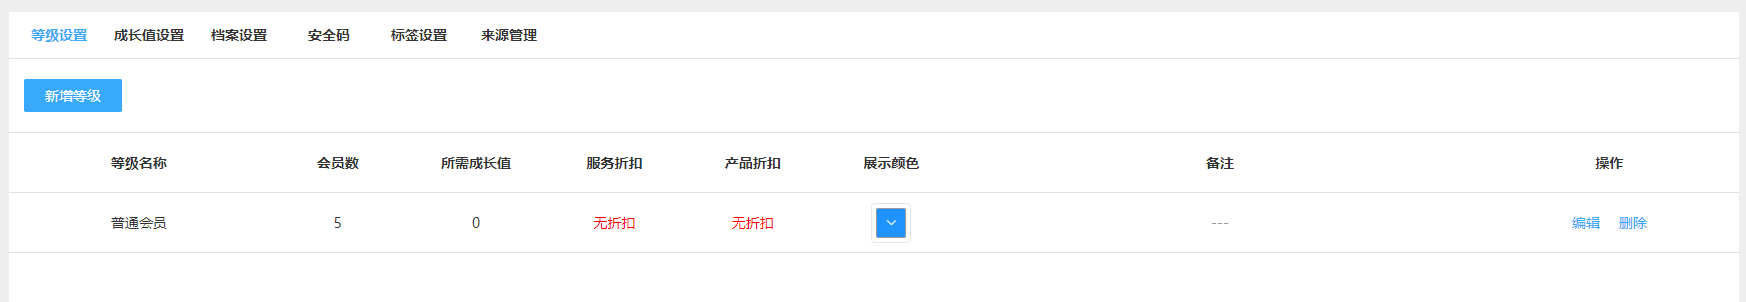 等级设置 成长值设置 档案设置 安全码 标签设置 来源管理
新增等级
等级名称 会员数 所需成长值 服务折扣 产品折扣 展示颜色 备注 操作
普通会员 5 0 无折扣 无折扣 --- 编辑 删除